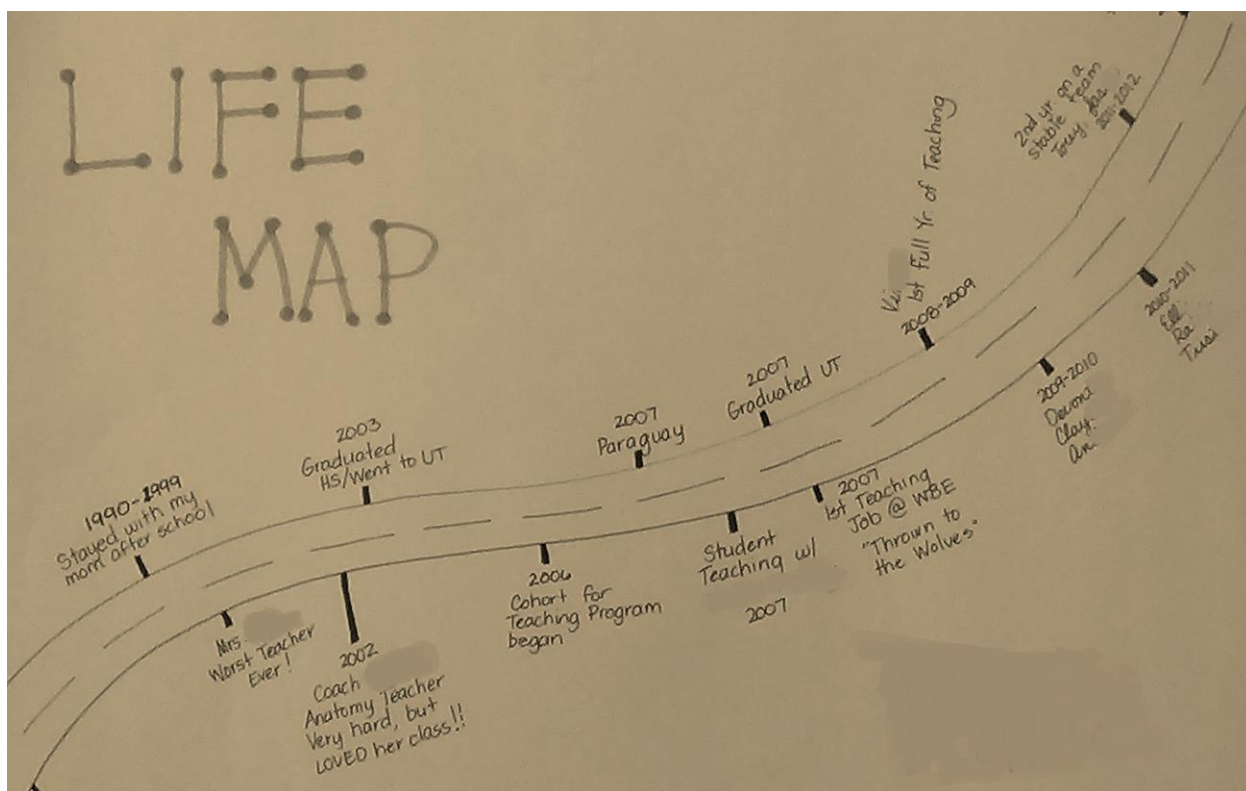 LIFE
MAP
1990-1999
Stayed with my
mom after school
Mrs.
Worst Teacher
Ever!
2003
Graduated
HS/Went to UT
2002
Coach
Anatomy Teacher
Very hard, but
LOVED her class!!
2006
Cohort for
Teaching Program
began
2007
Paraguay
Student
Teaching w/
2007
2007
Graduated UT
2007
1st Teaching
Job @ WBE
"Thrown to
the Wolves"
1st Full Yr of Teaching
2008-2009
2009-2010
Clay
2010-2011
Ell
Ra
2nd yr on a
stable team
2011-2012